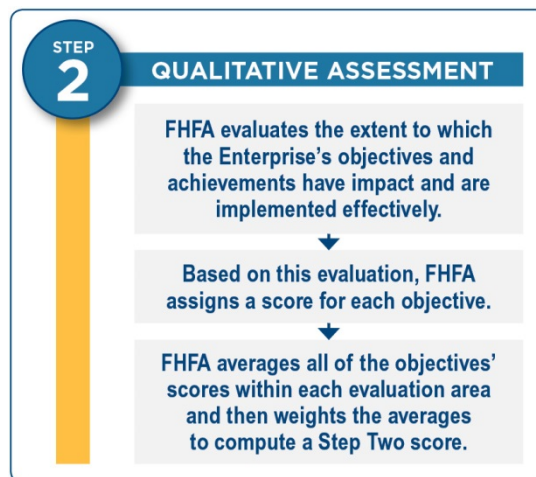 STEP
2
QUALITATIVE ASSESSMENT
FHFA evaluates the extent to which
the Enterprise’s objectives and
achievements have impact and are
implemented effectively.
Based on this evaluation, FHFA
assigns a score for each objective.
FHFA averages all of the objectives’
scores within each evaluation area
and then weights the averages
to compute a Step Two score.